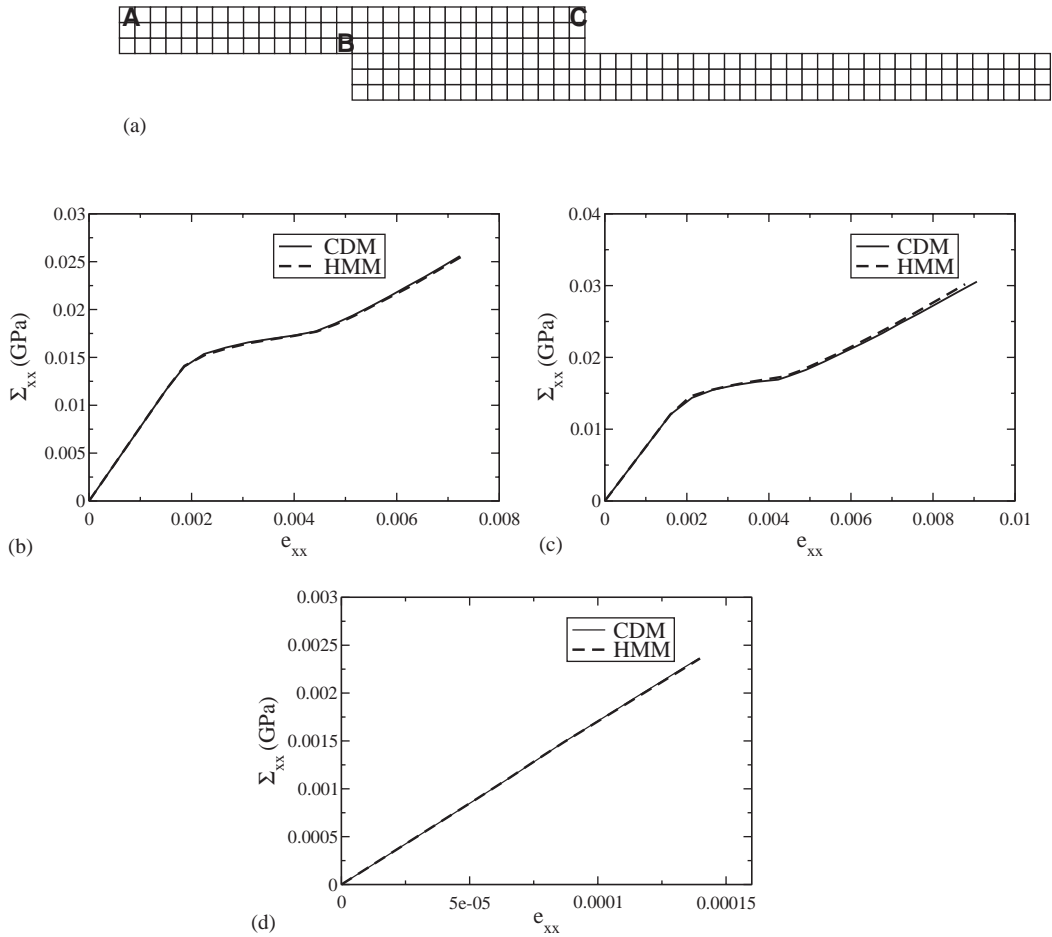 A
C
B
(a)
0.03
0.025
0.02
0.015
0.01
0.005
0
Σxx (GPa)
CDM
HMM
0
0.002
0.004
0.006
0.008
exx
(b)
0.04
0.03
0.02
0.01
0
Σxx (GPa)
CDM
HMM
0
0.002
0.004
0.006
0.008
0.01
exx
(c)
0.003
0.0025
0.002
0.0015
0.001
0.0005
0
Σxx (GPa)
CDM
HMM
0
5e-05
0.0001
0.00015
exx
(d)